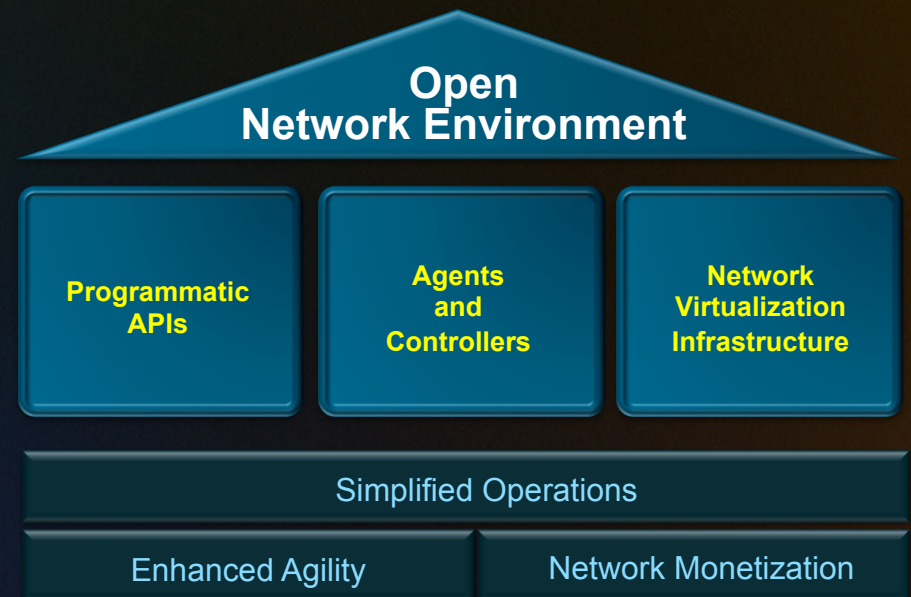 Open
Network Environment
Programmatic
APIs
Agents
and
Controllers
Network
Virtualization
Infrastructure
Simplified Operations
Enhanced Agility
Network Monetization